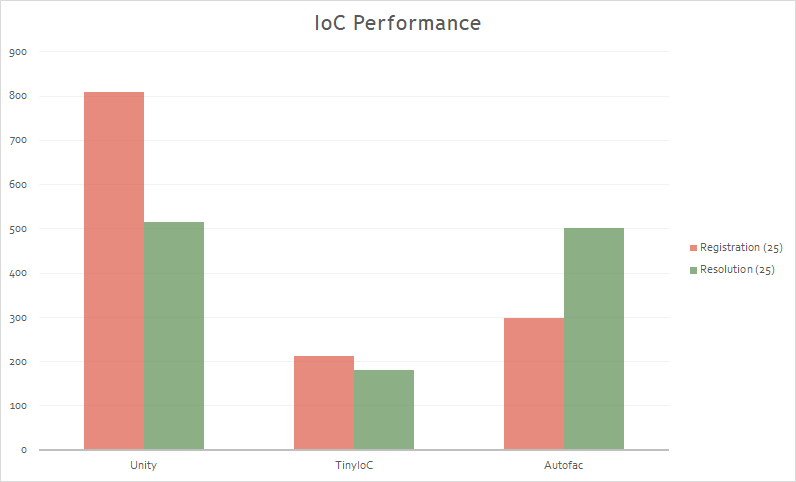 IoC Performance
900
800
700
600
500
400
300
200
100
0
Unity
TinyIoC
Autofac
Registration (25)
Resolution (25)